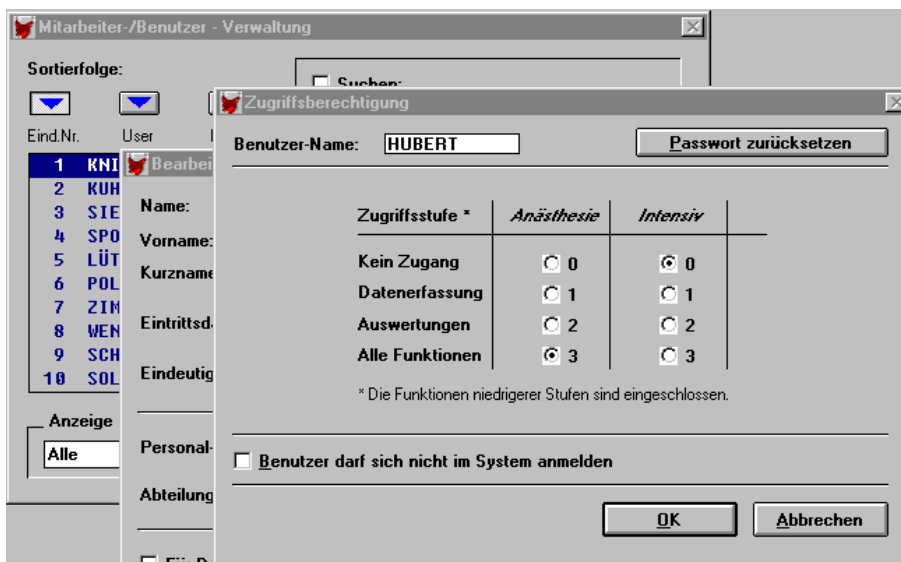 Mitarbeiter-/Benutzer - Verwaltung
Sortierfolge:
Suchen:
Eind.Nr. User
1 KNI
2 KUH
3 SIE
4 SPO
5 LÜT
6 POL
7 ZIM
8 WEN
9 SCH
10 SOL
Anzeige
Alle
Bearbei
Name:
Vorname:
Kurzname
Eintrittsd
Eindeutig
Personal-
Abteilung
Zugriffsberechtigung
Benutzer-Name: HUBERT Passwort zurücksetzen
Zugriffsstufe * Anästhesie Intensiv
Kein Zugang 0 0
Datenerfassung 1 1
Auswertungen 2 2
Alle Funktionen 3 3
* Die Funktionen niedrigerer Stufen sind eingeschlossen.
Benutzer darf sich nicht im System anmelden
OK Abbrechen